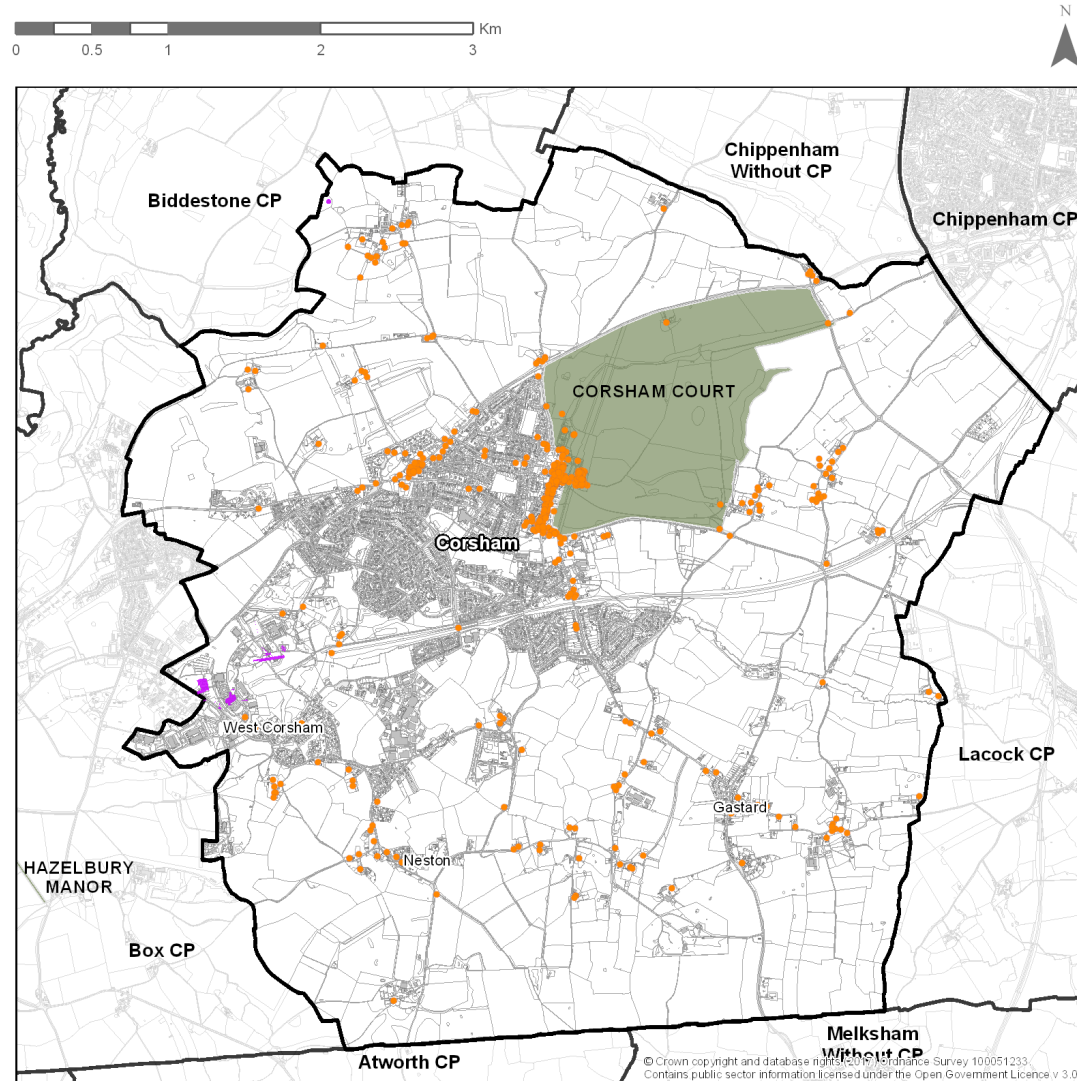 N
Km
0 0.5 1 2 3
Chippenham
Without CP
Biddestone CP
Chippenham CP
CORSHAM COURT
Corsham
West Corsham
Lacock CP
Gastard
Neston
HAZELBURY
MANOR
Box CP
Melksham
Without CP
Atworth CP
© Crown copyright and database rights (2017) Ordnance Survey 100051233
Contains public sector information licensed under the Open Government Licence v 3.0